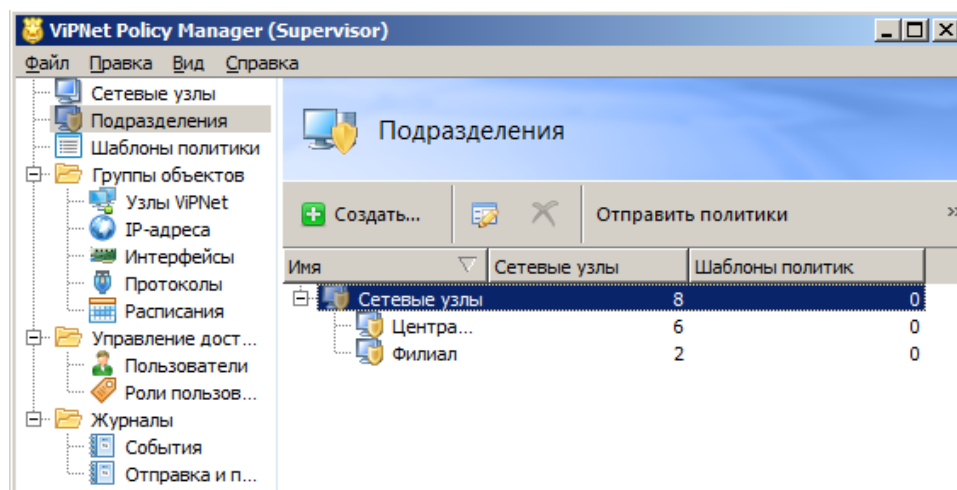 ViPNet Policy Manager (Supervisor)
Файл Правка Вид Справка
Сетевые узлы
Подразделения
Шаблоны политики
Группы объектов
Узлы ViPNet
IP-адреса
Интерфейсы
Протоколы
Расписания
Управление дост...
Пользователи
Роли пользов...
Журналы
События
Отправка и п...
Подразделения
Создать... Отправить политики »
Имя Сетевые узлы Шаблоны политик
Сетевые узлы 8 0
Центра... 6 0
Филиал 2 0